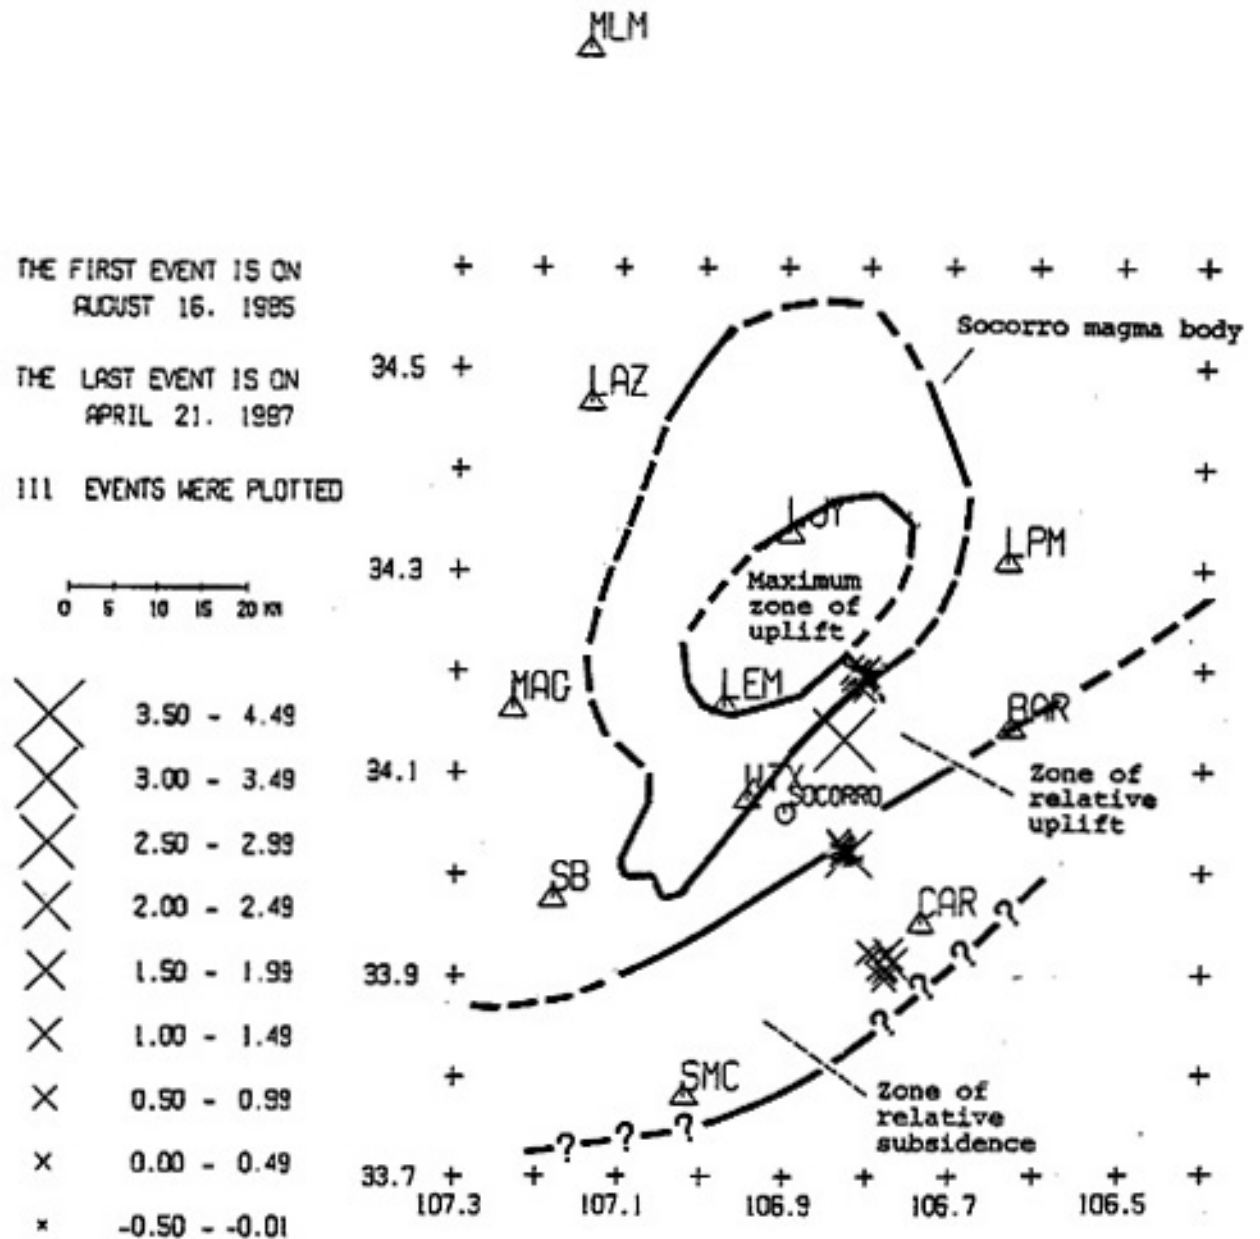 MLM
THE FIRST EVENT IS ON
AUGUST 16. 1985
THE LAST EVENT IS ON
APRIL 21. 1987
111 EVENTS WERE PLOTTED
0 5 10 15 20 KM
3.50 - 4.49
3.00 - 3.49
2.50 - 2.99
2.00 - 2.49
1.50 - 1.99
1.00 - 1.49
0.50 - 0.99
0.00 - 0.49
-0.50 - -0.01
Socorro magma body
34.5
LAZ
LPM
34.3
Maximum
zone of
uplift
MAG
LEM
BAR
34.1
WTX
SOCORRO
Zone of
relative
uplift
SB
CAR
?
?
33.9
?
?
SMC
Zone of
relative
subsidence
? ? ?
33.7
107.3 107.1 106.9 106.7 106.5